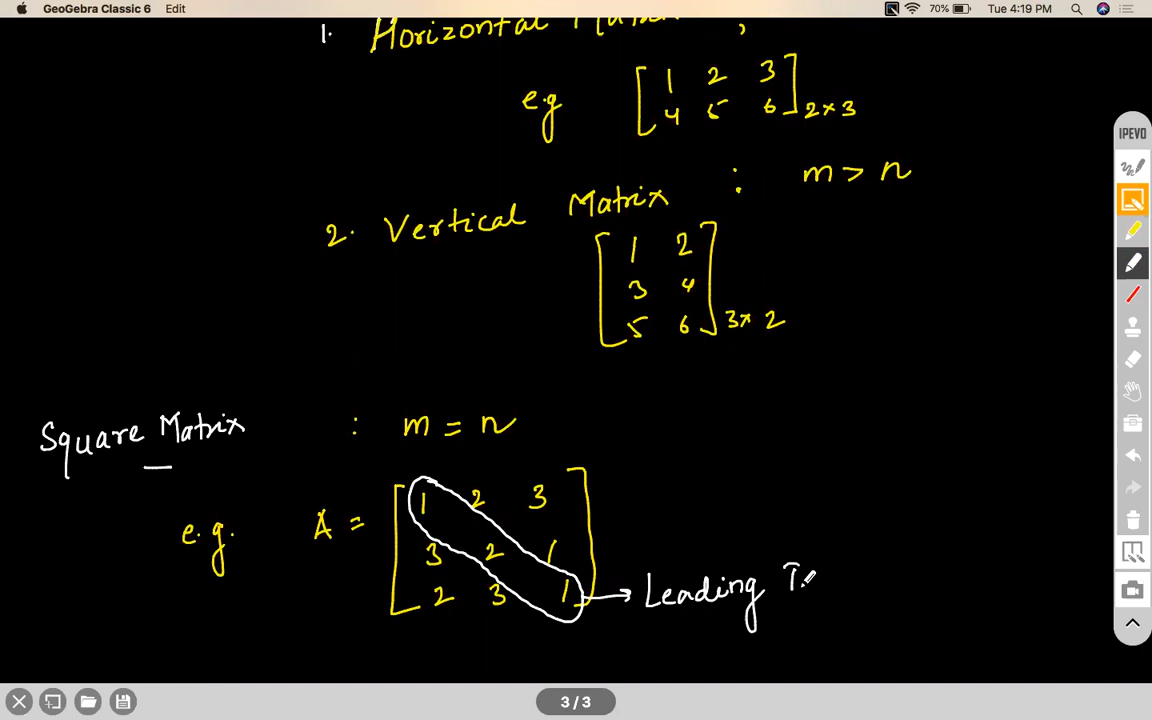 GeoGebra Classic 6 Edit 70% Tue 4:19 PM
1. Horizontal
e.g [ 1 2 3
4 5 6 ] 2×3
IPEVO
2. Vertical Matrix : m > n
[ 1 2
3 4
5 6 ] 3×2
Square Matrix : m = n
e.g. A = [ 1 2 3
3 2 1
2 3 1 ] → Leading
3/3